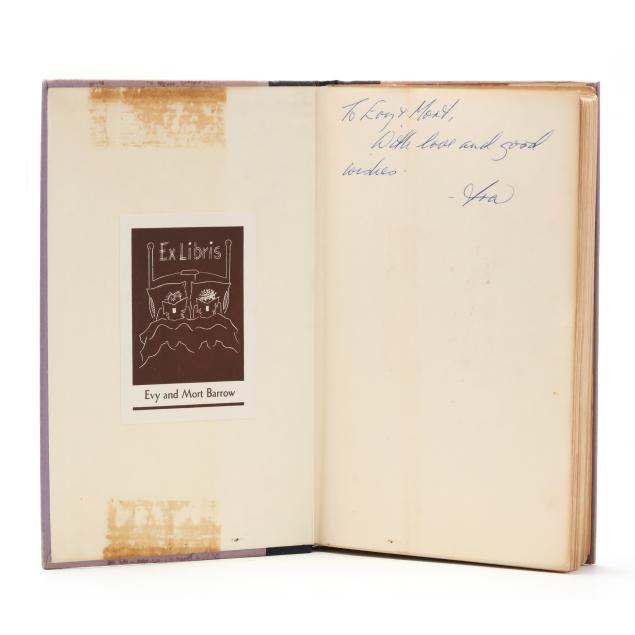 Ex Libris
Evy and Mort Barrow
To Evy & Mort,
With love and good
wishes.
- Ira